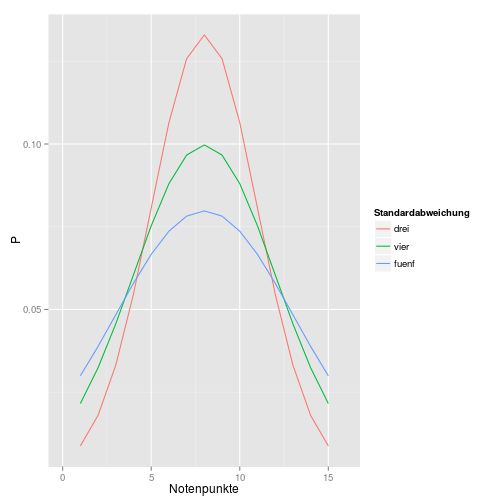 0.10
0.05
P
0
5
10
15
Notenpunkte
Standardabweichung
drei
vier
fuenf